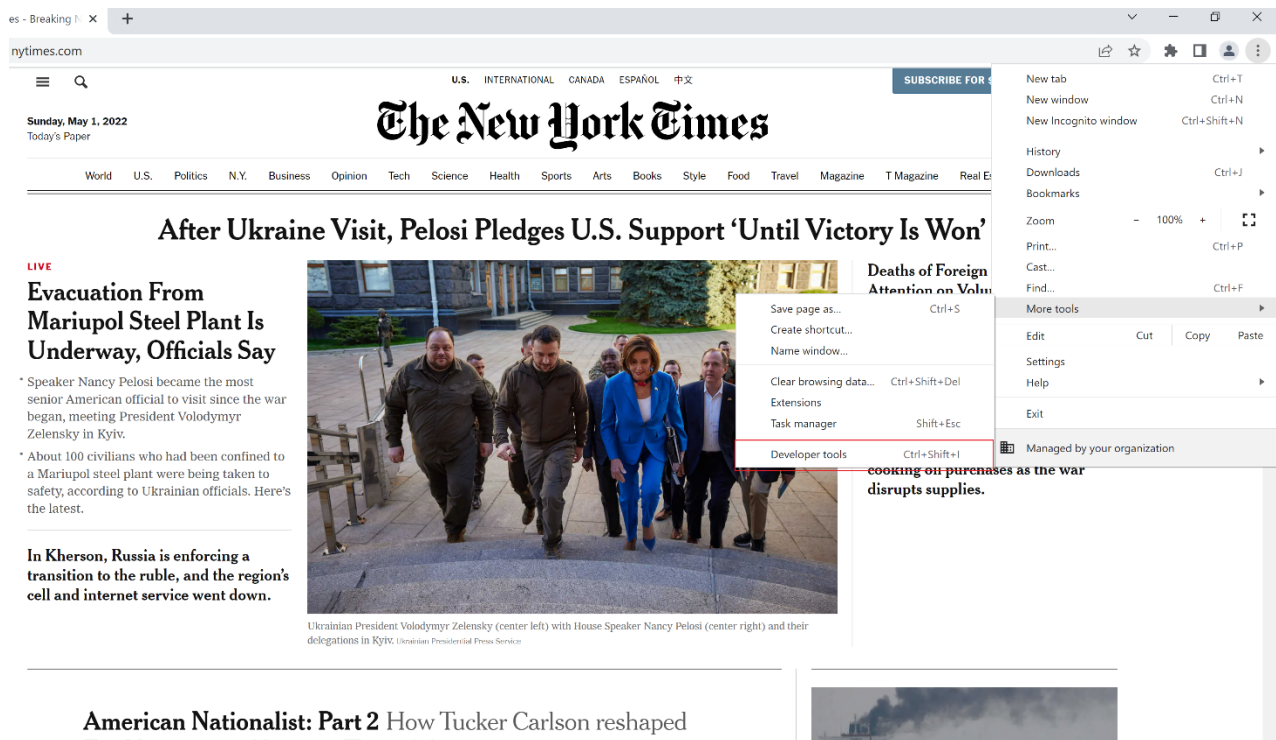 es - Breaking
nytimes.com
U.S. INTERNATIONAL CANADA ESPAÑOL 中文
SUBSCRIBE FOR
Sunday, May 1, 2022
Today's Paper
The New York Times
World U.S. Politics N.Y. Business Opinion Tech Science Health Sports Arts Books Style Food Travel Magazine T Magazine Real Es
After Ukraine Visit, Pelosi Pledges U.S. Support ‘Until Victory Is Won’
LIVE
Evacuation From
Mariupol Steel Plant Is
Underway, Officials Say
• Speaker Nancy Pelosi became the most
senior American official to visit since the war
began, meeting President Volodymyr
Zelensky in Kyiv.
• About 100 civilians who had been confined to
a Mariupol steel plant were being taken to
safety, according to Ukrainian officials. Here's
the latest.
In Kherson, Russia is enforcing a
transition to the ruble, and the region's
cell and internet service went down.
Ukrainian President Volodymyr Zelensky (center left) with House Speaker Nancy Pelosi (center right) and their
delegations in Kyiv. Ukrainian Presidential Press Service
Deaths of Foreign
Attention on Volun
cooking oil purchases as the war
disrupts supplies.
American Nationalist: Part 2 How Tucker Carlson reshaped
New tab Ctrl+T
New window Ctrl+N
New Incognito window Ctrl+Shift+N
History
Downloads Ctrl+J
Bookmarks
Zoom - 100% +
Print... Ctrl+P
Cast...
Find... Ctrl+F
More tools
Edit Cut Copy Paste
Settings
Help
Exit
Managed by your organization
Save page as... Ctrl+S
Create shortcut...
Name window...
Clear browsing data... Ctrl+Shift+Del
Extensions
Task manager Shift+Esc
Developer tools Ctrl+Shift+I